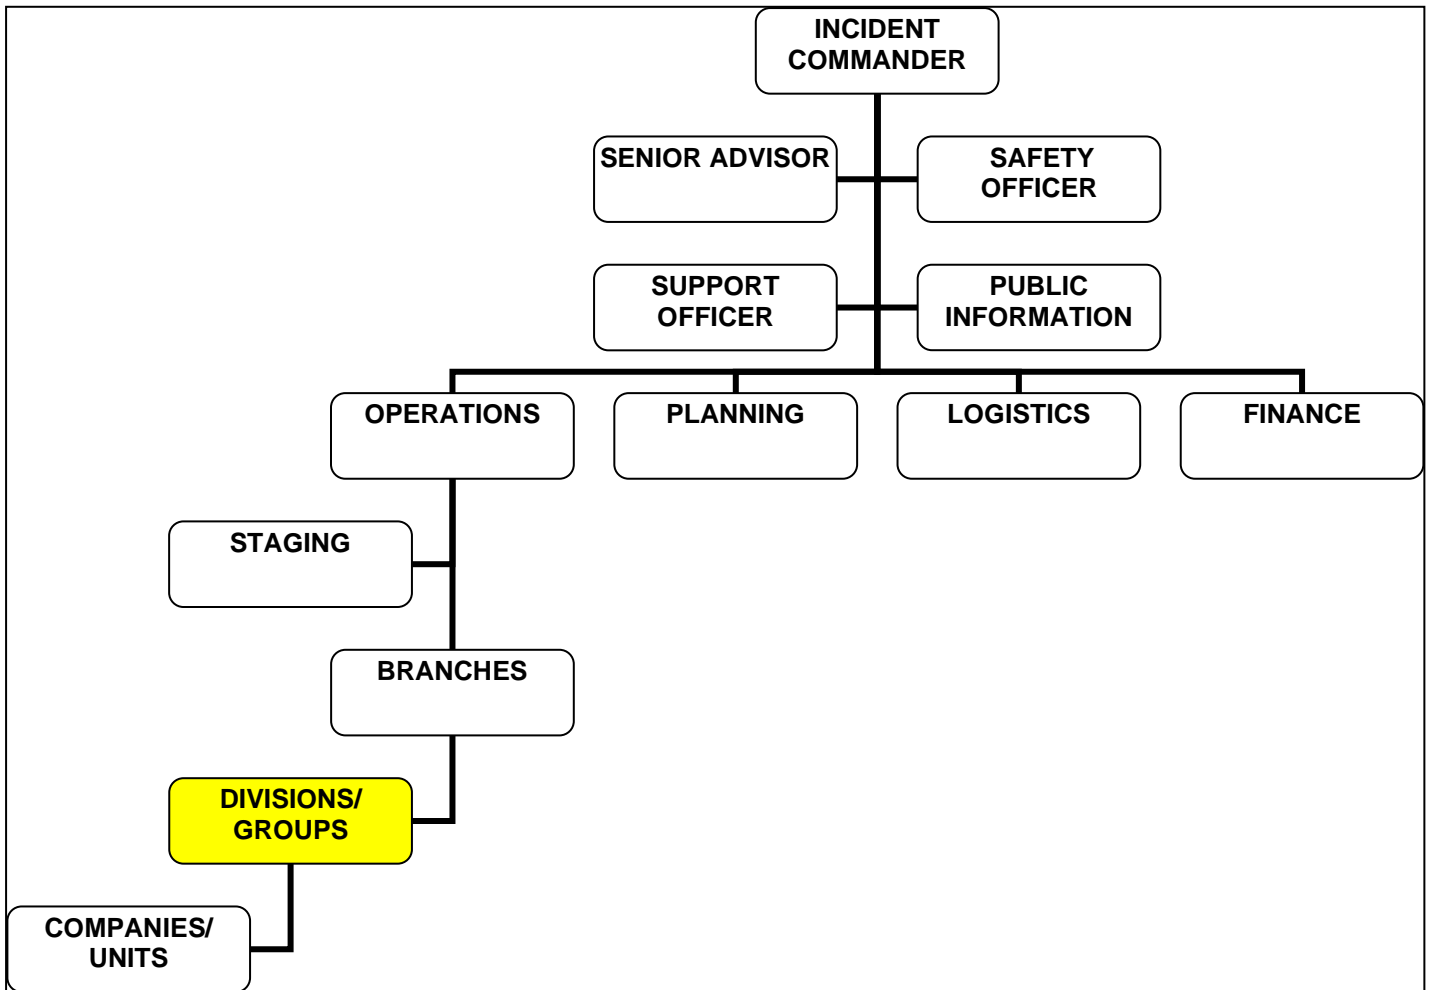 INCIDENT
COMMANDER
SENIOR ADVISOR
SAFETY
OFFICER
SUPPORT
OFFICER
PUBLIC
INFORMATION
OPERATIONS
PLANNING
LOGISTICS
FINANCE
STAGING
BRANCHES
DIVISIONS/
GROUPS
COMPANIES/
UNITS